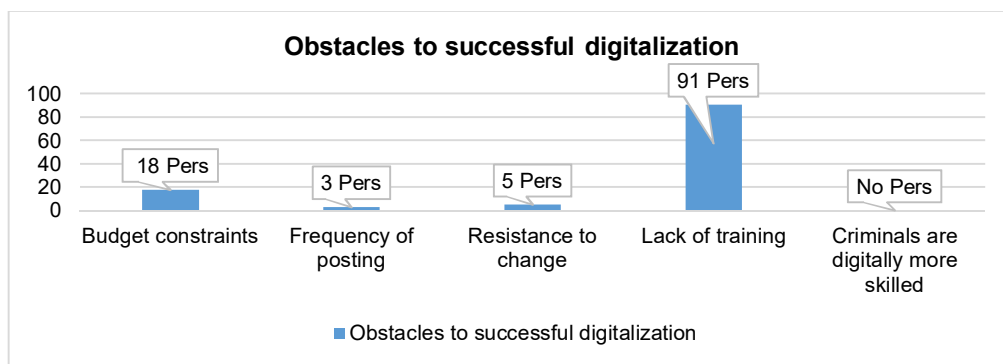 Obstacles to successful digitalization
91 Pers
100
80
60
40
20
0
18 Pers
3 Pers
5 Pers
No Pers
Budget constraints
Frequency of
posting
Resistance to
change
Lack of training
Criminals are
digitally more
skilled
Obstacles to successful digitalization